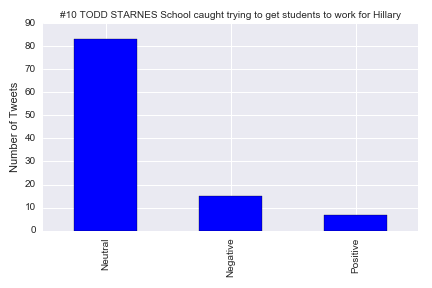 #10 TODD STARNES School caught trying to get students to work for Hillary
Number of Tweets
90
80
70
60
50
40
30
20
10
0
Neutral
Negative
Positive